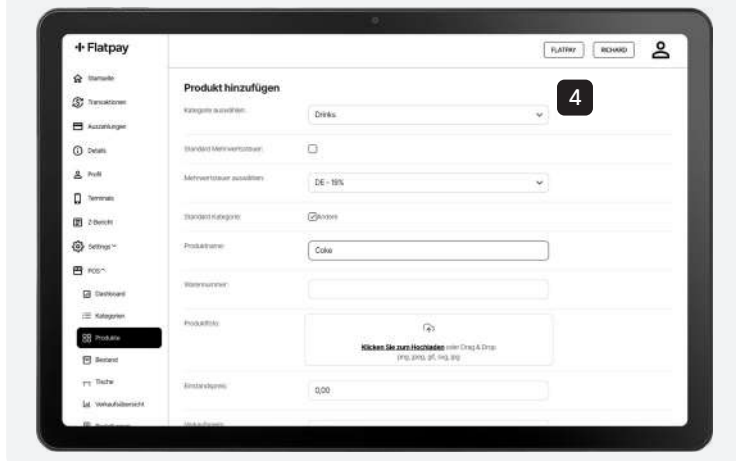 Flatpay
FLATPAY
RICHARD
Startseite
Transaktionen
Auszahlungen
Details
Profil
Terminals
Z-Bericht
Settings
POS
Dashboard
Kategorien
Produkte
Bestand
Tische
Verkaufsübersicht
Produkt hinzufügen
4
Kategorie auswählen:
Drinks
Standard Mehrwertsteuer:
Mehrwertsteuer auswählen:
DE - 19%
Standard Kategorie:
Andere
Produktname:
Coke
Warennummer:
Produktfoto:
Klicken Sie zum Hochladen oder Drag & Drop
png, jpeg, gif, svg, jpg
Einstandspreis:
0,00